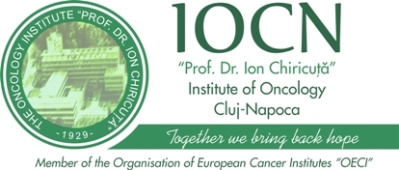 THE ONCOLOGY INSTITUTE "PROF. DR. ION CHIRICUȚĂ"
- 1929 -
IOCN
"Prof. Dr. Ion Chiricuță"
Institute of Oncology
Cluj-Napoca
Together we bring back hope
Member of the Organisation of European Cancer Institutes "OECI"